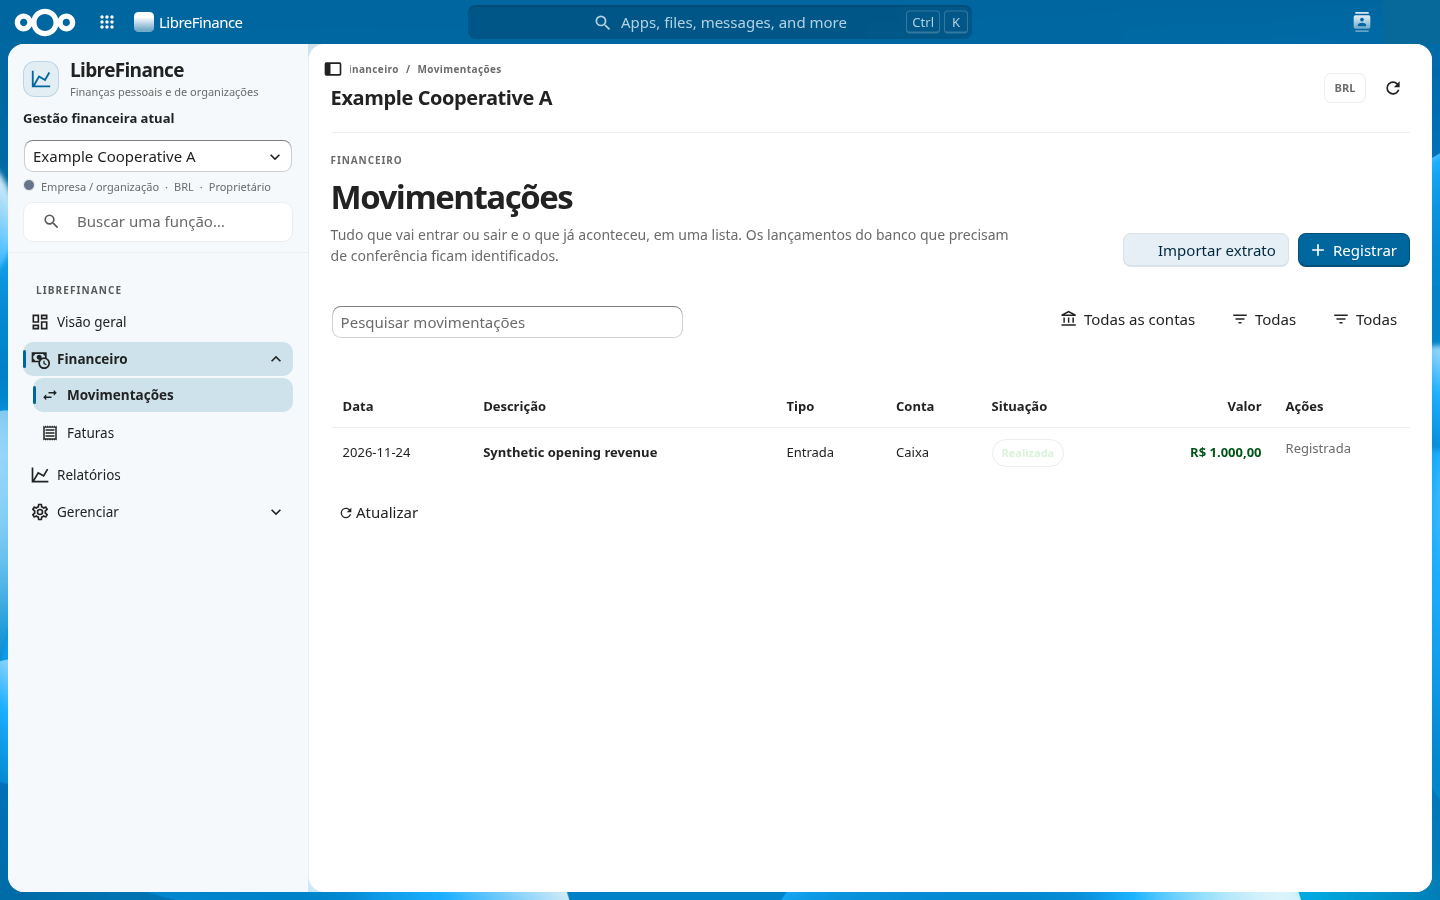 LibreFinance
Apps, files, messages, and more
Ctrl
K
LibreFinance
Finanças pessoais e de organizações
Gestão financeira atual
Example Cooperative A
Empresa / organização · BRL · Proprietário
Buscar uma função...
LIBREFINANCE
Visão geral
Financeiro
Movimentações
Faturas
Relatórios
Gerenciar
inanceiro / Movimentações
Example Cooperative A
BRL
FINANCEIRO
Movimentações
Tudo que vai entrar ou sair e o que já aconteceu, em uma lista. Os lançamentos do banco que precisam
de conferência ficam identificados.
Importar extrato
Registrar
Pesquisar movimentações
Todas as contas
Todas
Todas
Data Descrição Tipo Conta Situação Valor Ações
2026-11-24 Synthetic opening revenue Entrada Caixa Realizada R$ 1.000,00 Registrada
Atualizar